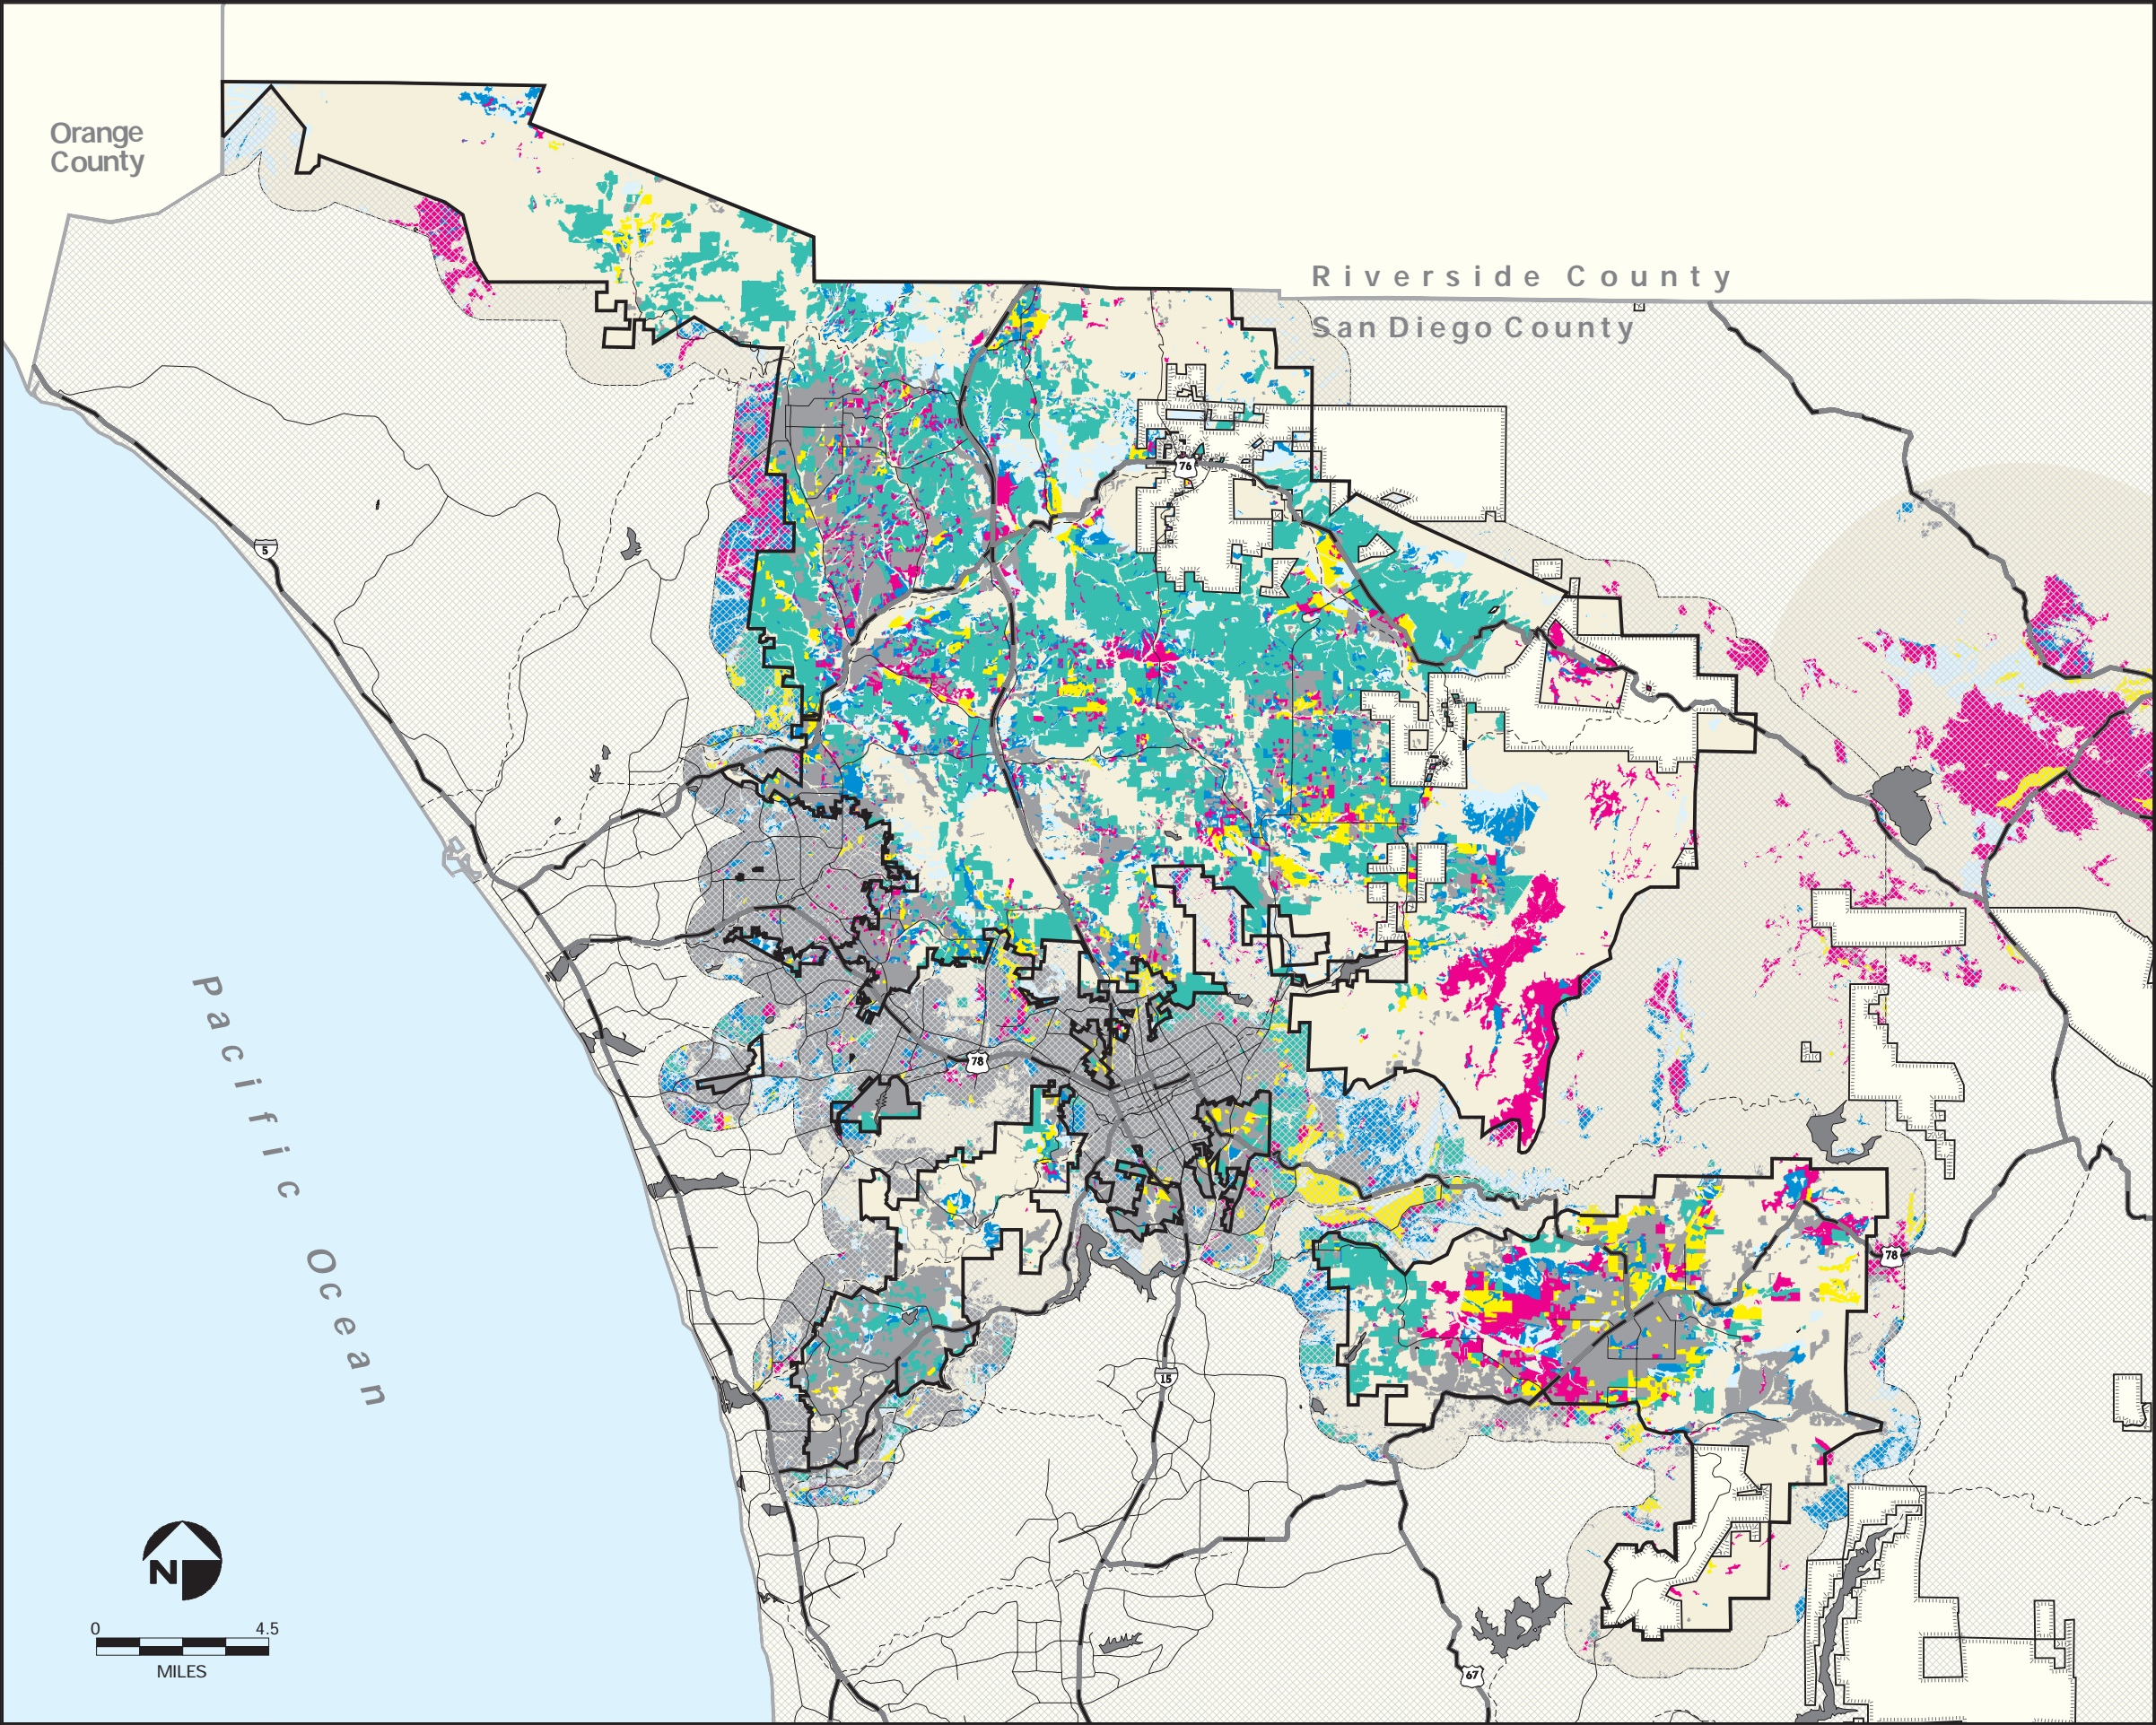 Orange
County
Riverside County
San Diego County
76
5
78
Pacific Ocean
78
15
N
0 4.5
MILES
67